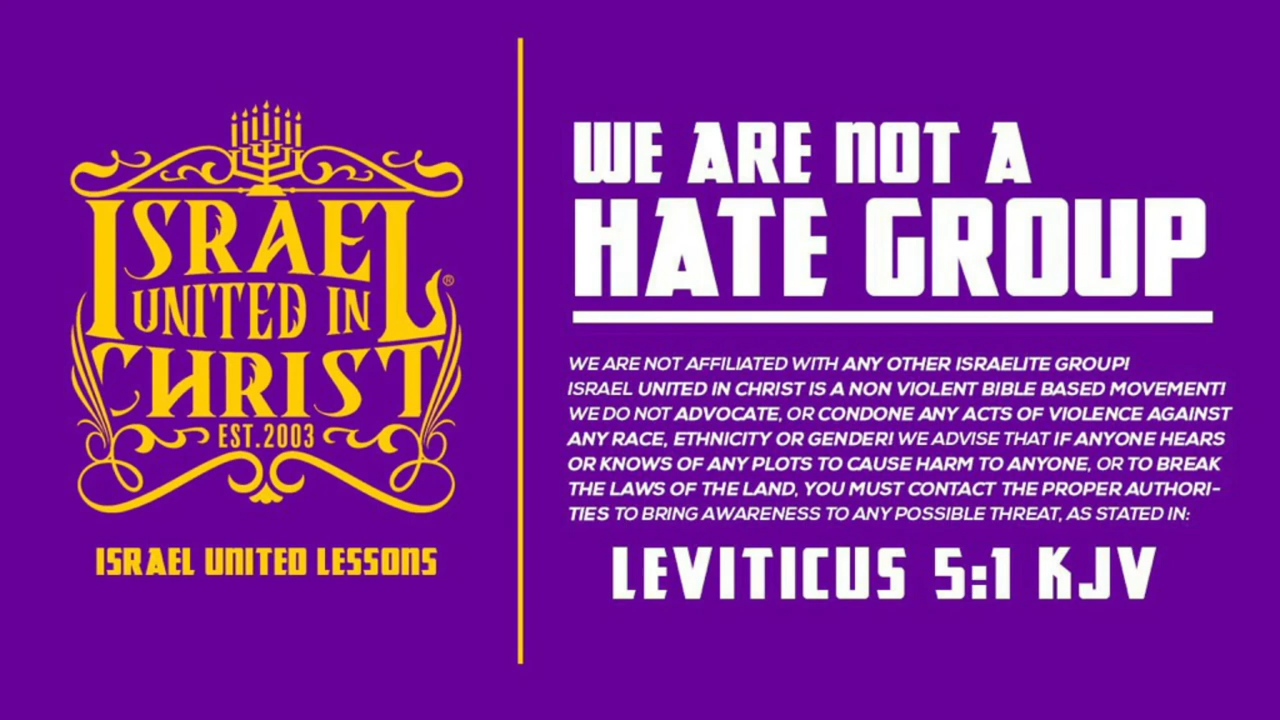 ISRAEL
UNITED IN
CHRIST
®
EST.2003
ISRAEL UNITED LESSONS
WE ARE NOT A
HATE GROUP
WE ARE NOT AFFILIATED WITH ANY OTHER ISRAELITE GROUP!
ISRAEL UNITED IN CHRIST IS A NON VIOLENT BIBLE BASED MOVEMENT!
WE DO NOT ADVOCATE, OR CONDONE ANY ACTS OF VIOLENCE AGAINST
ANY RACE, ETHNICITY OR GENDER! WE ADVISE THAT IF ANYONE HEARS
OR KNOWS OF ANY PLOTS TO CAUSE HARM TO ANYONE, OR TO BREAK
THE LAWS OF THE LAND, YOU MUST CONTACT THE PROPER AUTHORI-
TIES TO BRING AWARENESS TO ANY POSSIBLE THREAT, AS STATED IN:
LEVITICUS 5:1 KJV